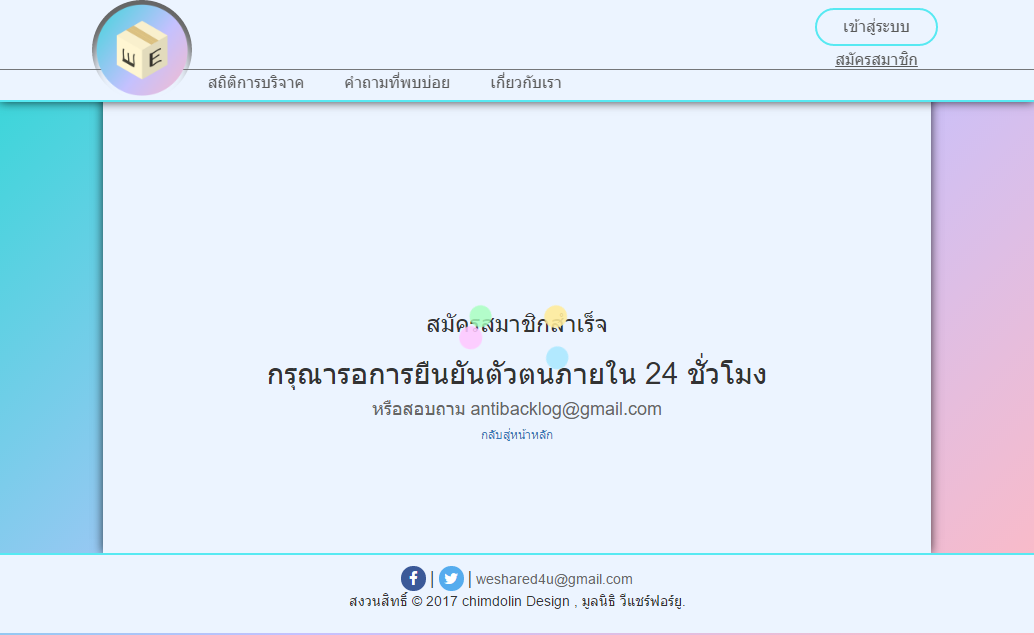 WE
เข้าสู่ระบบ
สมัครสมาชิก
สถิติการบริจาค คำถามที่พบบ่อย เกี่ยวกับเรา
สมัครสมาชิกสำเร็จ
กรุณารอการยืนยันตัวตนภายใน 24 ชั่วโมง
หรือสอบถาม antibacklog@gmail.com
กลับสู่หน้าหลัก
| | weshared4u@gmail.com
สงวนสิทธิ์ © 2017 chimdolin Design , มูลนิธิ วีแชร์ฟอร์ยู.